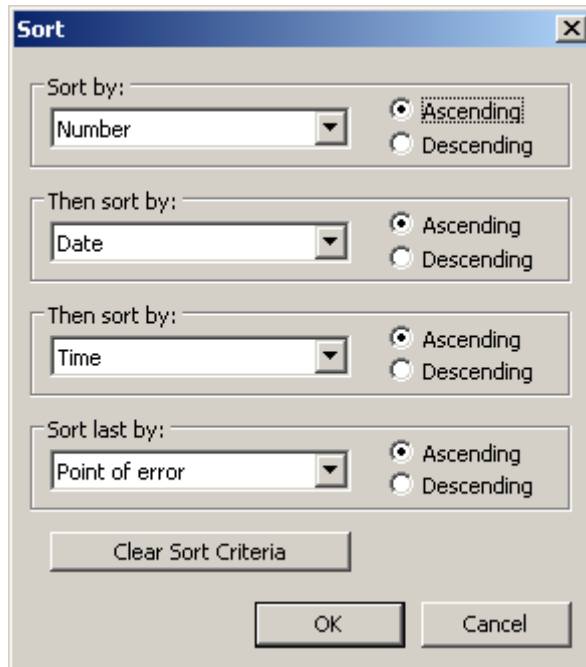 Sort
Sort by:
Number
Ascending
Descending
Then sort by:
Date
Ascending
Descending
Then sort by:
Time
Ascending
Descending
Sort last by:
Point of error
Ascending
Descending
Clear Sort Criteria
OK
Cancel